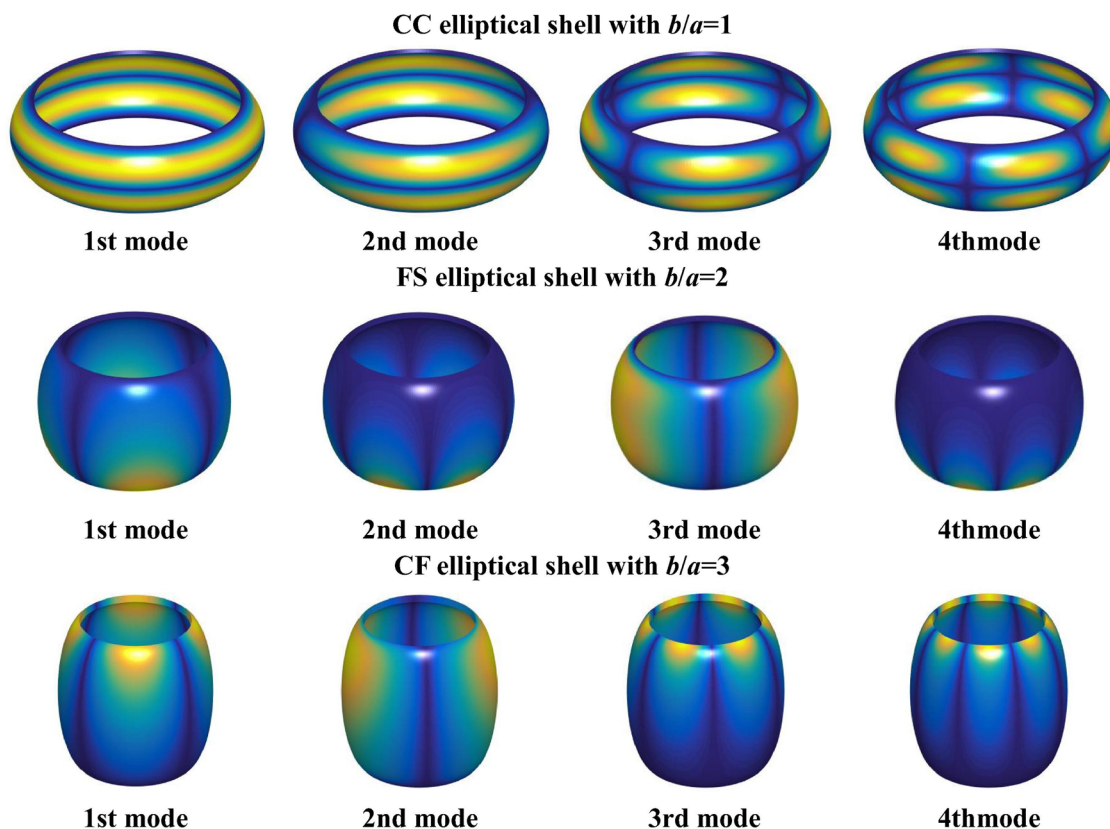 CC elliptical shell with b/a=1
1st mode 2nd mode 3rd mode 4thmode
FS elliptical shell with b/a=2
1st mode 2nd mode 3rd mode 4thmode
CF elliptical shell with b/a=3
1st mode 2nd mode 3rd mode 4thmode